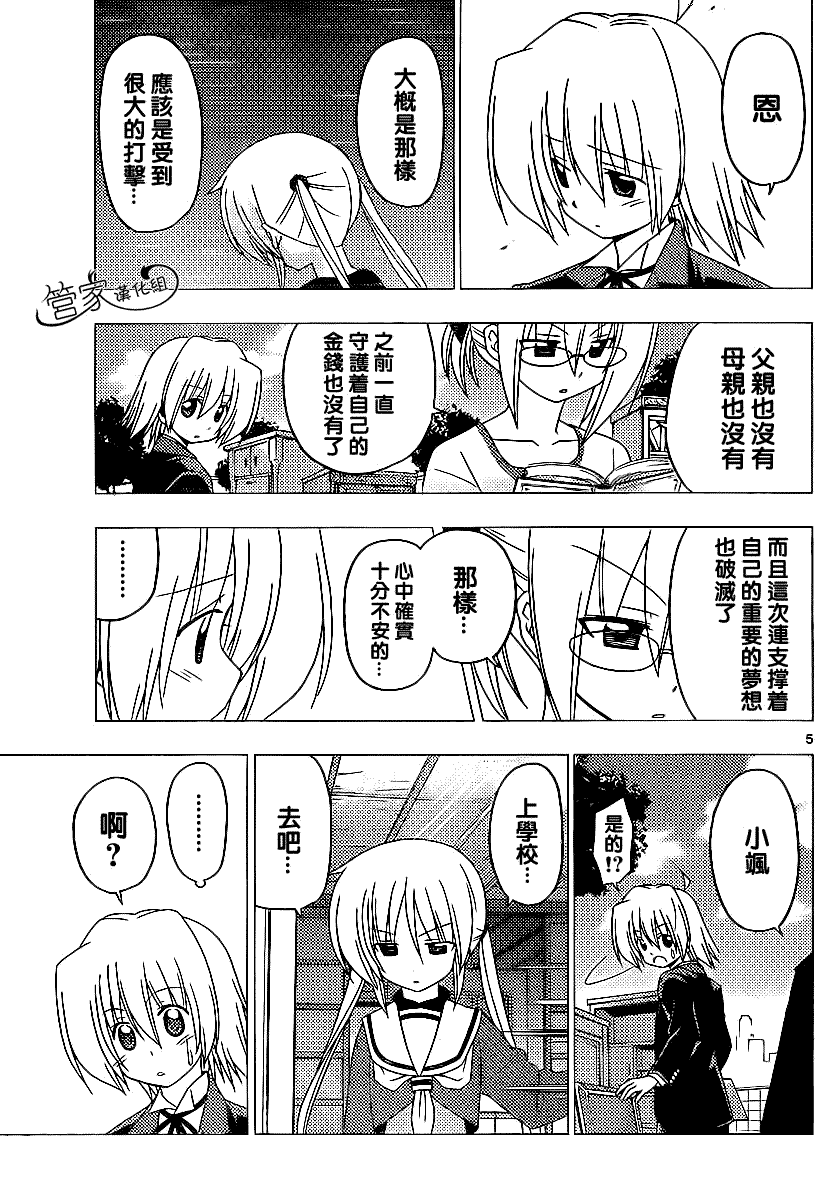 恩
大概是那樣
應該是受到
很大的打擊…
管家
漢化組
父親也沒有
母親也沒有
之前一直
守護着自己的
金錢也沒有了
而且這次連支撐着
自己的重要的夢想
也破滅了
那樣…
心中確實
十分不安的…
………
5
小颯
是的!?
上學校…
去吧…
………
啊?